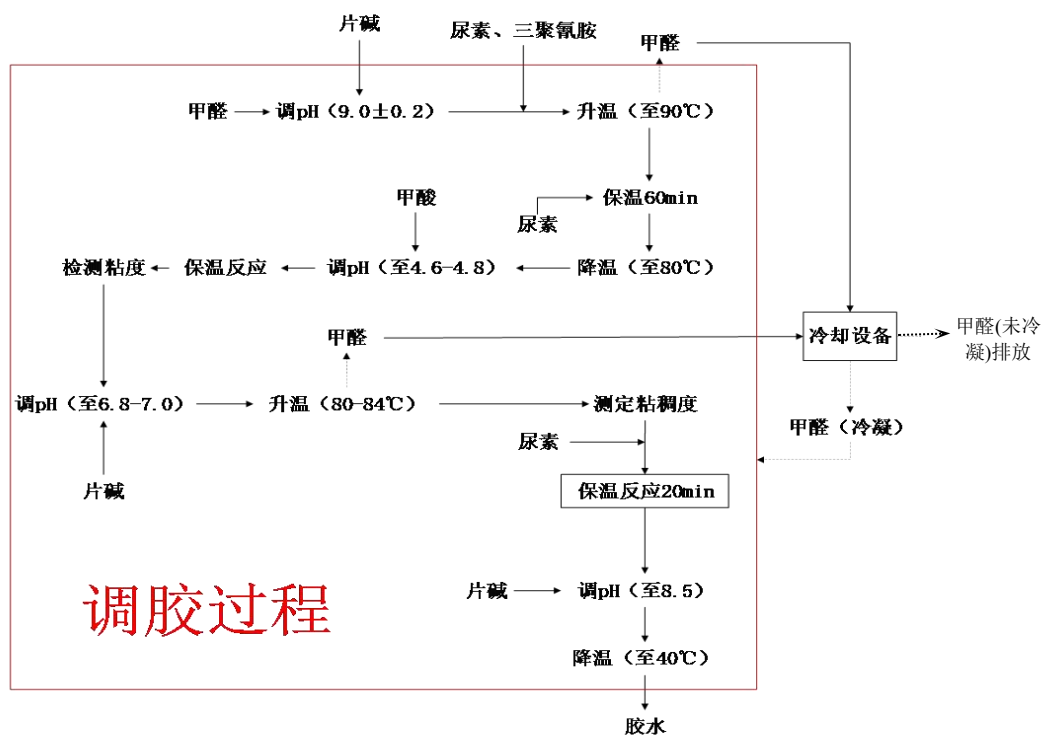 片碱
尿素、三聚氰胺
甲醛
甲醛
调pH（9.0±0.2）
升温（至90℃）
保温60min
尿素
甲酸
检测粘度
保温反应
调pH（至4.6-4.8）
降温（至80℃）
甲醛
冷却设备
甲醛(未冷
凝)排放
调pH（至6.8-7.0）
升温（80-84℃）
测定粘稠度
甲醛（冷凝）
尿素
片碱
保温反应20min
片碱
调pH（至8.5）
调胶过程
降温（至40℃）
胶水